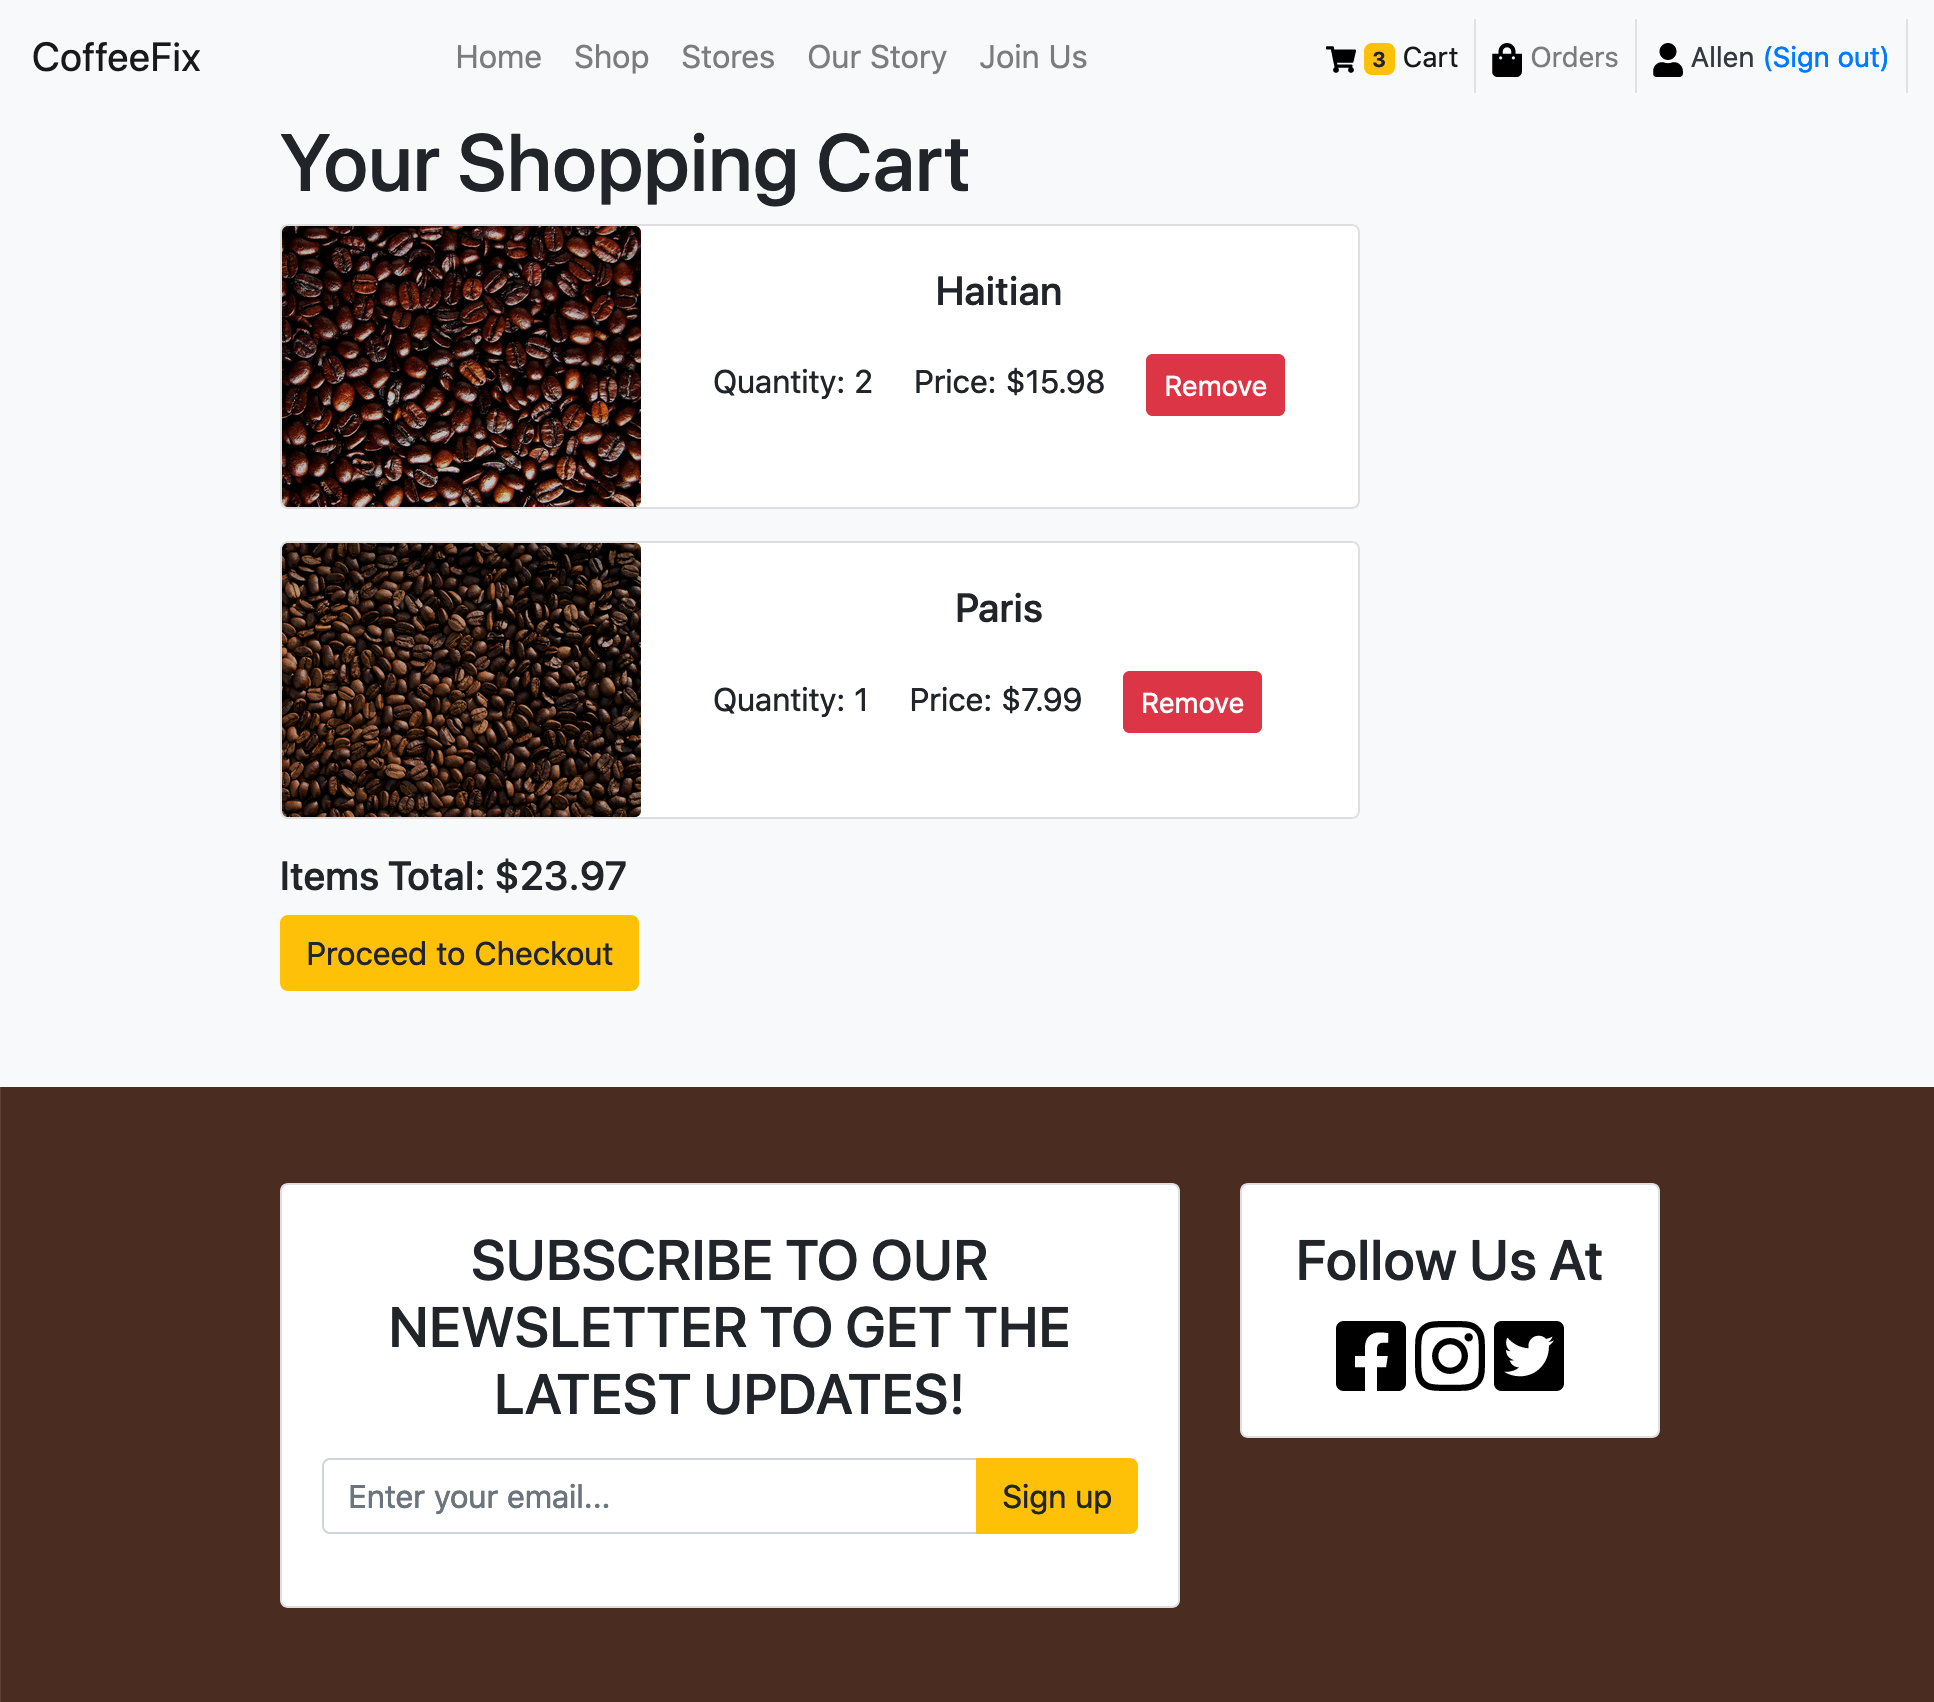 CoffeeFix Home Shop Stores Our Story Join Us 3 Cart Orders Allen (Sign out)
Your Shopping Cart
Haitian
Quantity: 2 Price: $15.98 Remove
Paris
Quantity: 1 Price: $7.99 Remove
Items Total: $23.97
Proceed to Checkout
SUBSCRIBE TO OUR
NEWSLETTER TO GET THE
LATEST UPDATES!
Enter your email... Sign up
Follow Us At